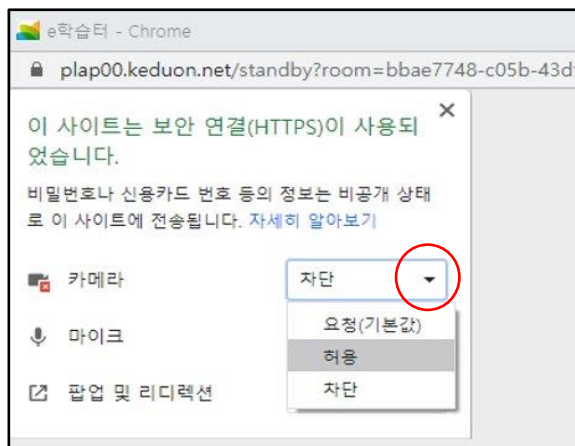 e학습터 - Chrome
plap00.keduon.net/standby?room=bbae7748-c05b-43d
이 사이트는 보안 연결(HTTPS)이 사용되
었습니다.
비밀번호나 신용카드 번호 등의 정보는 비공개 상태
로 이 사이트에 전송됩니다. 자세히 알아보기
카메라
차단
요청(기본값)
마이크
허용
팝업 및 리디렉션
차단